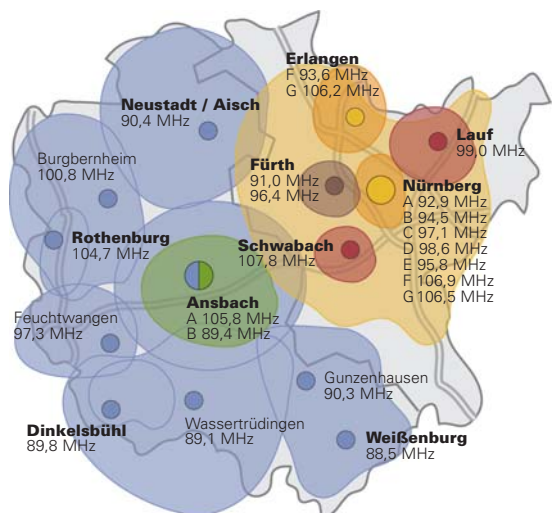 Erlangen
F 93,6 MHz
G 106,2 MHz
Neustadt / Aisch
90,4 MHz
Lauf
99,0 MHz
Burgbernheim
100,8 MHz
Fürth
91,0 MHz
96,4 MHz
Nürnberg
A 92,9 MHz
B 94,5 MHz
C 97,1 MHz
D 98,6 MHz
E 95,8 MHz
F 106,9 MHz
G 106,5 MHz
Rothenburg
104,7 MHz
Schwabach
107,8 MHz
Ansbach
A 105,8 MHz
B 89,4 MHz
Feuchtwangen
97,3 MHz
Gunzenhausen
90,3 MHz
Dinkelsbühl
89,8 MHz
Wassertrüdingen
89,1 MHz
Weißenburg
88,5 MHz